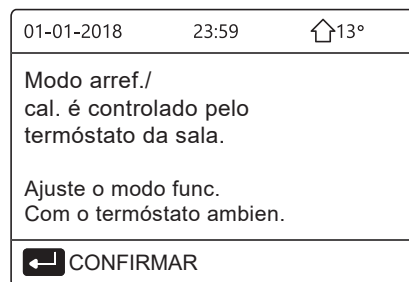 01-01-2018 23:59 13°
Modo arref./
cal. é controlado pelo
termóstato da sala.
Ajuste o modo func.
Com o termóstato ambien.
CONFIRMAR